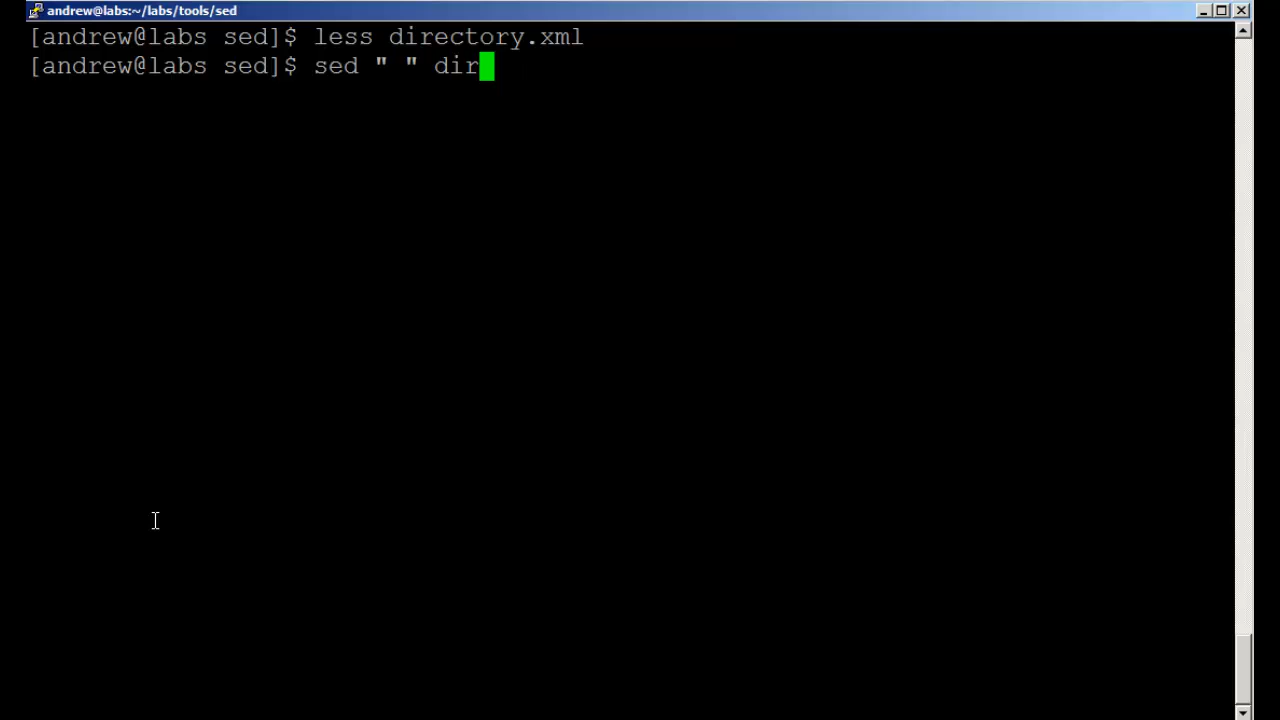 andrew@labs:~/labs/tools/sed
[andrew@labs sed]$ less directory.xml
[andrew@labs sed]$ sed " " dir